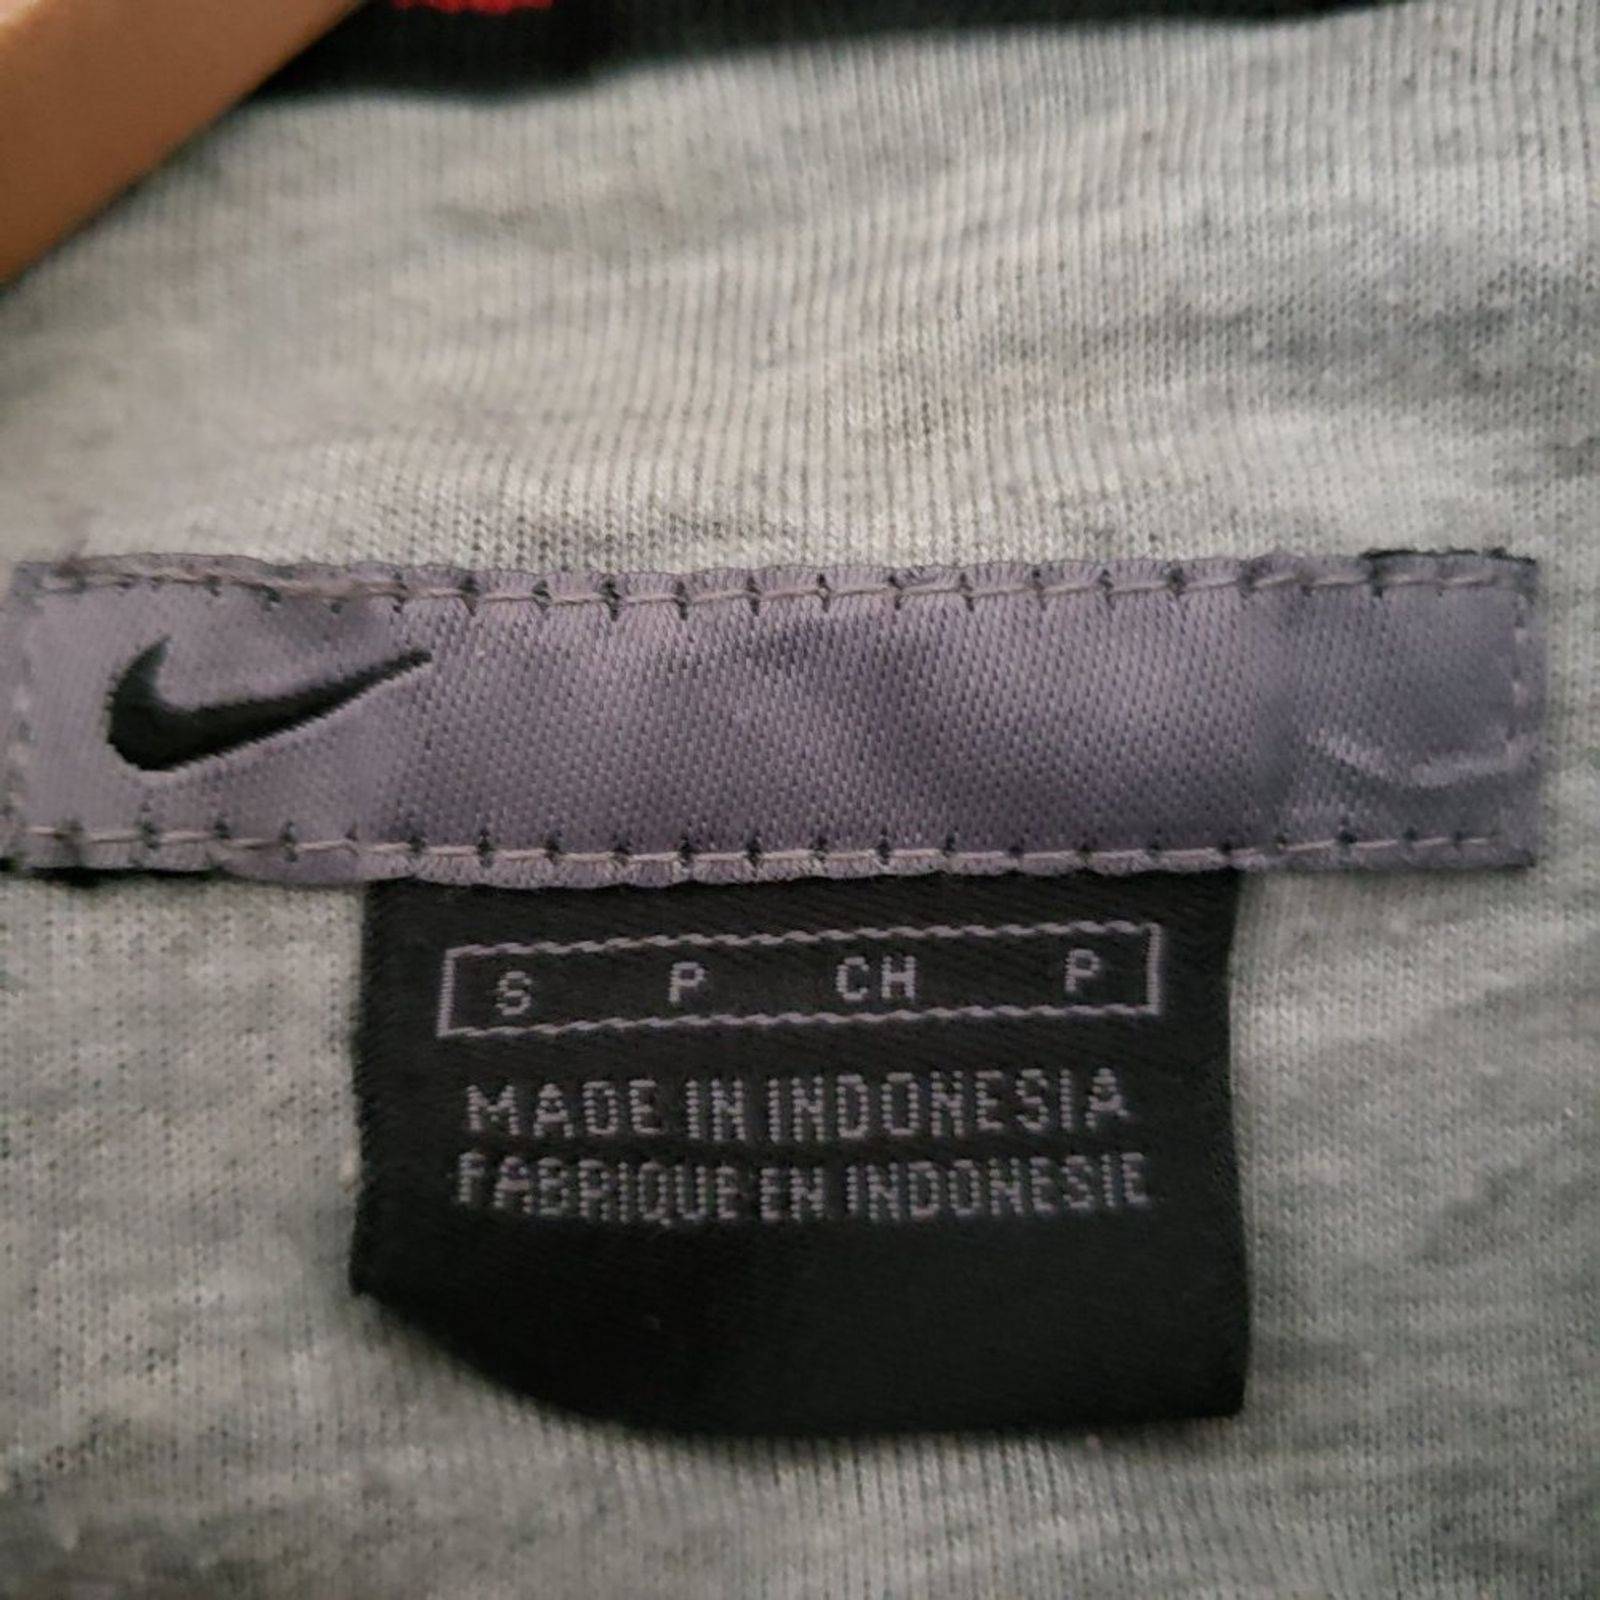 S P CH P
MADE IN INDONESIA
FABRIQUE EN INDONESIE